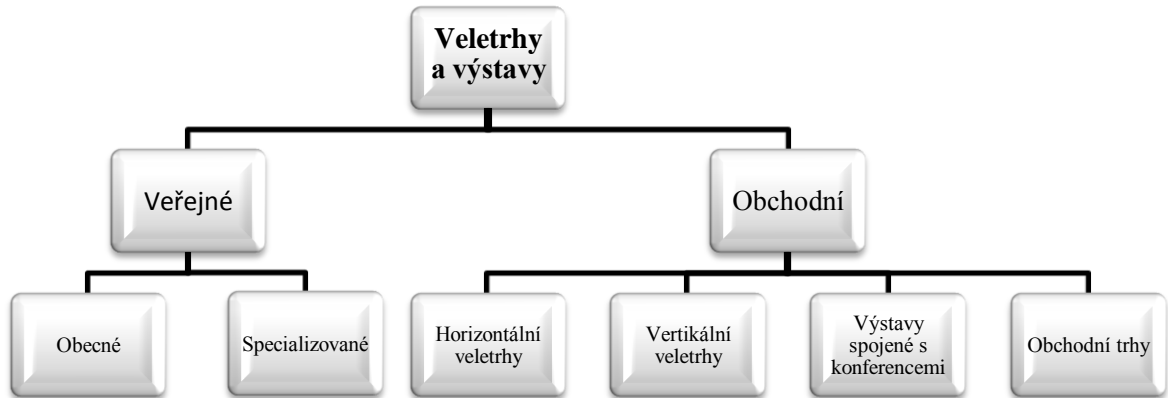 Veletrhy
a výstavy
Veřejné
Obchodní
Obecné
Specializované
Horizontální
veletrhy
Vertikální
veletrhy
Výstavy
spojené s
konferencemi
Obchodní trhy